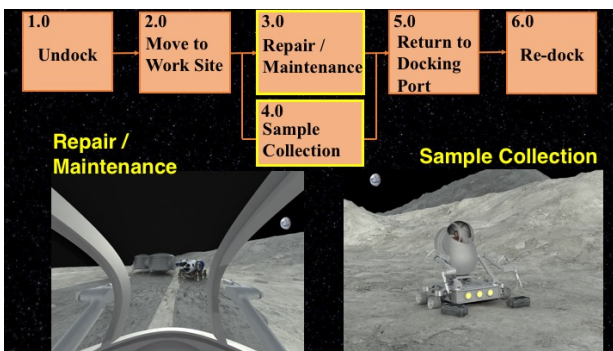 1.0
Undock
2.0
Move to
Work Site
3.0
Repair /
Maintenance
4.0
Sample
Collection
5.0
Return to
Docking
Port
6.0
Re-dock
Repair /
Maintenance
Sample Collection